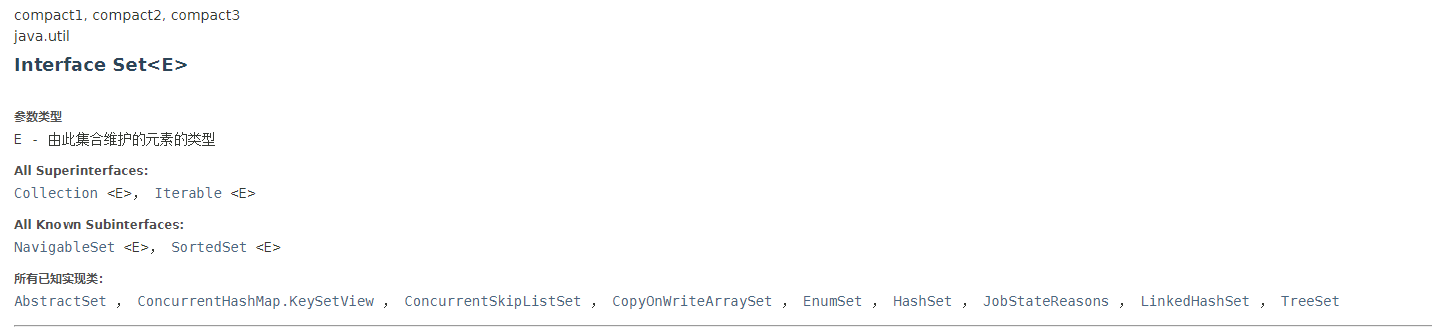 compact1, compact2, compact3
java.util
Interface Set<E>
参数类型
E - 由此集合维护的元素的类型
All Superinterfaces:
Collection <E>, Iterable <E>
All Known Subinterfaces:
NavigableSet <E>, SortedSet <E>
所有已知实现类:
AbstractSet , ConcurrentHashMap.KeySetView , ConcurrentSkipListSet , CopyOnWriteArraySet , EnumSet , HashSet , JobStateReasons , LinkedHashSet , TreeSet